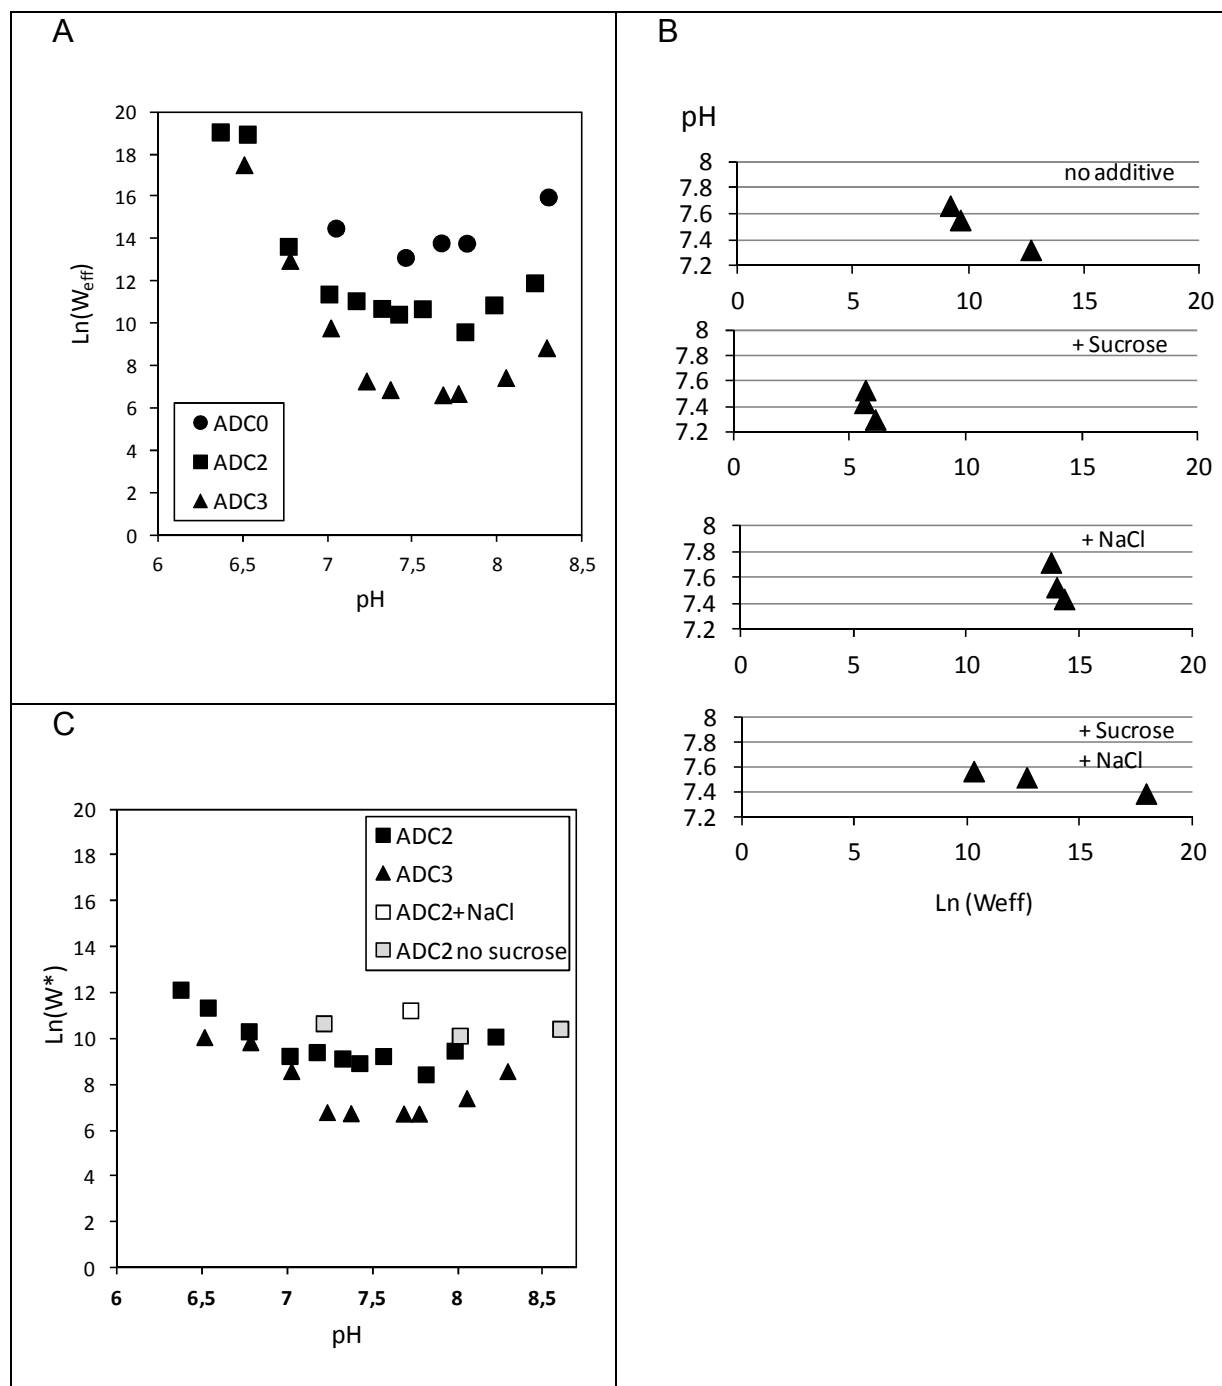 A
20
18
16
14
12
10
8
6
4
2
0
Ln(Weff)
ADC0
ADC2
ADC3
6 6,5 7 7,5 8 8,5
pH
B
pH
8
7.8
7.6
7.4
7.2
no additive
0 5 10 15 20
8
7.8
7.6
7.4
7.2
+ Sucrose
0 5 10 15 20
8
7.8
7.6
7.4
7.2
+ NaCl
0 5 10 15 20
8
7.8
7.6
7.4
7.2
+ Sucrose
+ NaCl
0 5 10 15 20
Ln (Weff)
C
20
18
16
14
12
10
8
6
4
2
0
Ln(W*)
ADC2
ADC3
ADC2+NaCl
ADC2 no sucrose
6 6,5 7 7,5 8 8,5
pH